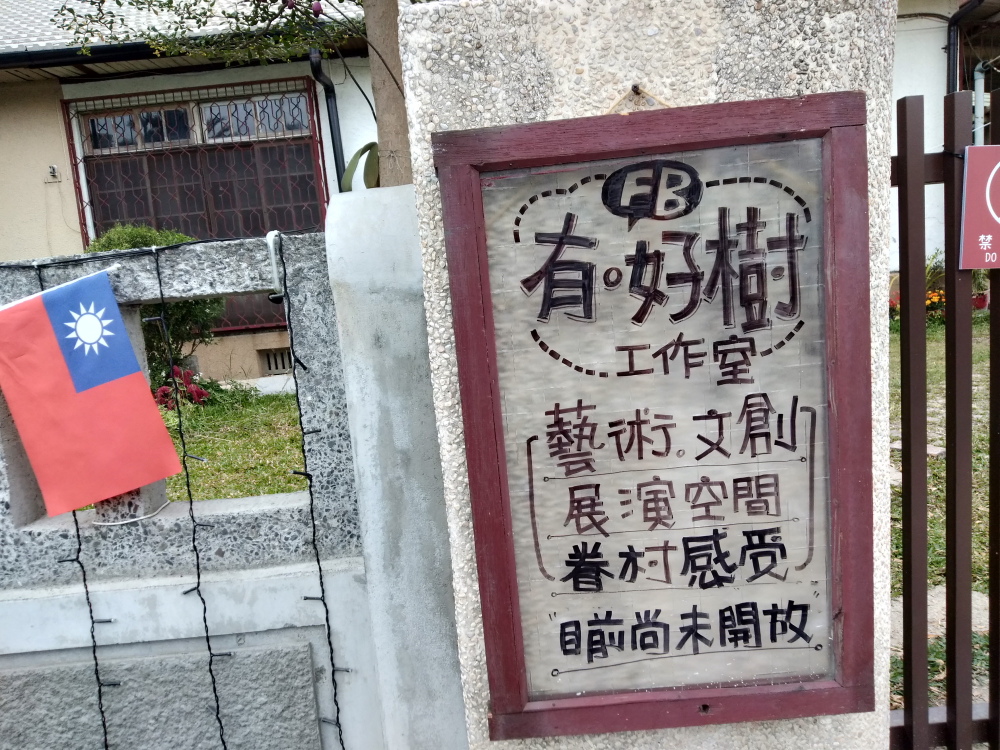 FB
有。好樹
工作室
藝術。文創
展演空間
眷村感受
"目前尚未開放"
禁
DO